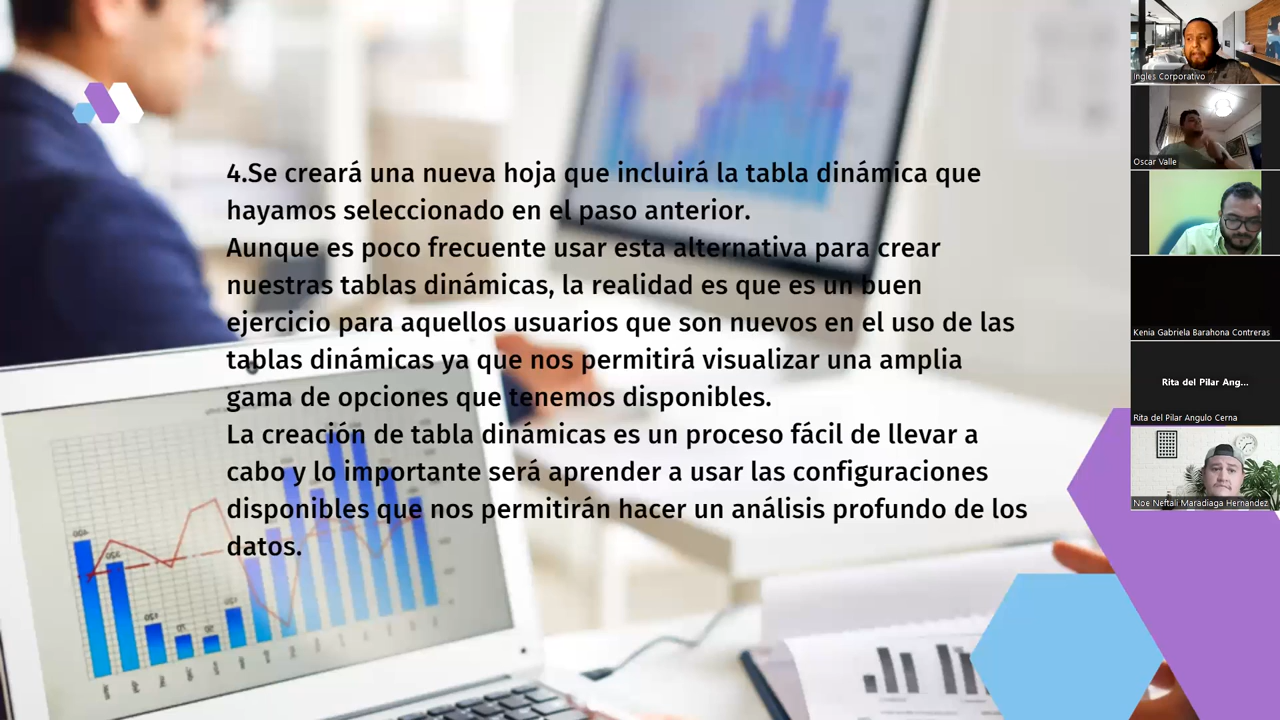 4.Se creará una nueva hoja que incluirá la tabla dinámica que
hayamos seleccionado en el paso anterior.
Aunque es poco frecuente usar esta alternativa para crear
nuestras tablas dinámicas, la realidad es que es un buen
ejercicio para aquellos usuarios que son nuevos en el uso de las
tablas dinámicas ya que nos permitirá visualizar una amplia
gama de opciones que tenemos disponibles.
La creación de tabla dinámicas es un proceso fácil de llevar a
cabo y lo importante será aprender a usar las configuraciones
disponibles que nos permitirán hacer un análisis profundo de los
datos.
Ingles Corporativo
Oscar Valle
Kenia Gabriela Barahona Contreras
Rita del Pilar Ang...
Rita del Pilar Angulo Cerna
Noe Neftali Maradiaga Hernandez